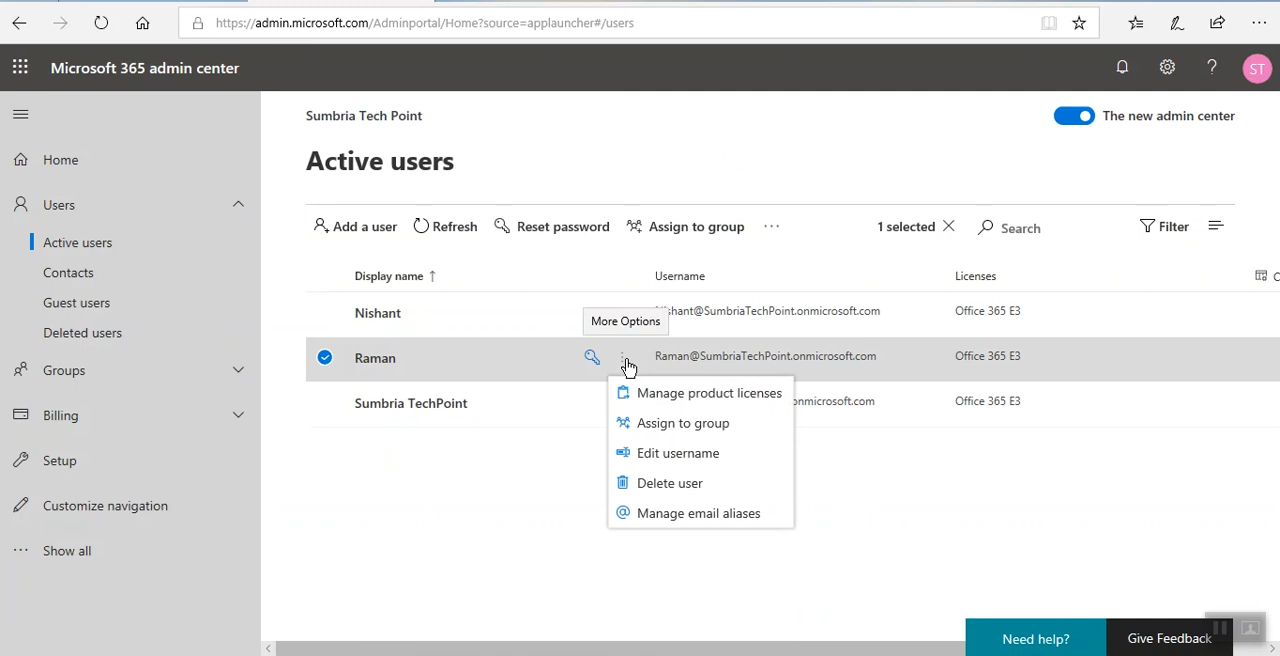 https://admin.microsoft.com/Adminportal/Home?source=applauncher#/users
Microsoft 365 admin center
ST
Sumbria Tech Point
The new admin center
Home
Active users
Users
Add a user Refresh Reset password Assign to group ··· 1 selected Search Filter
Active users
Contacts
Guest users
Deleted users
Groups
Billing
Setup
Customize navigation
Show all
Display name ↑ Username Licenses C
Nishant hant@SumbriaTechPoint.onmicrosoft.com Office 365 E3
More Options
Raman Raman@SumbriaTechPoint.onmicrosoft.com Office 365 E3
Sumbria TechPoint onmicrosoft.com Office 365 E3
Manage product licenses
Assign to group
Edit username
Delete user
Manage email aliases
Need help?
Give Feedback